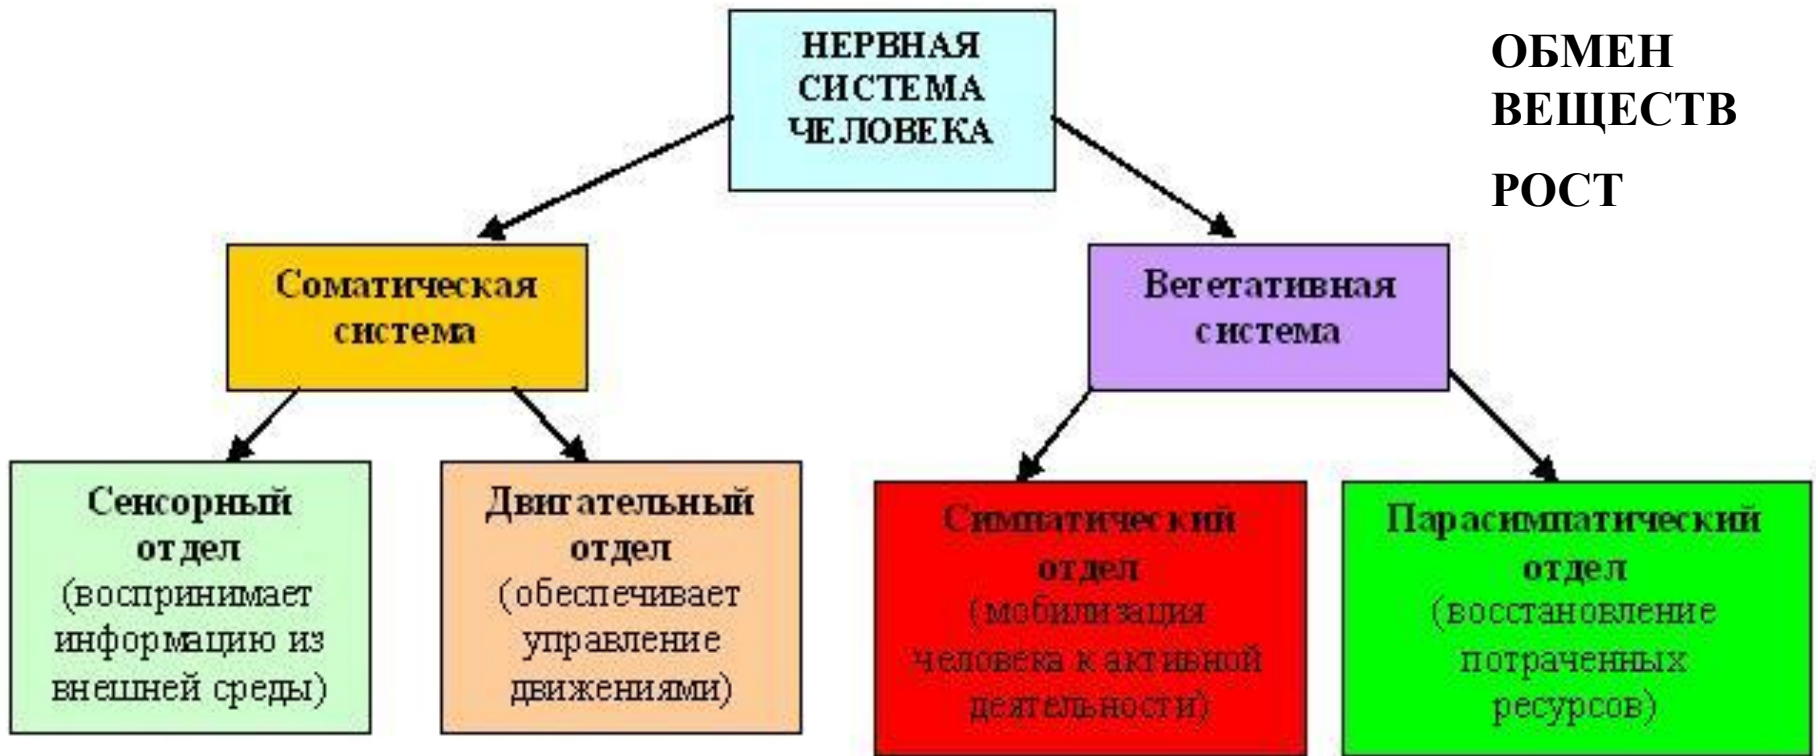 НЕРВНАЯ
СИСТЕМА
ЧЕЛОВЕКА
ОБМЕН
ВЕЩЕСТВ
РОСТ
Соматическая
система
Вегетативная
система
Сенсорный
отдел
(воспринимает
информацию из
внешней среды)
Двигательный
отдел
(обеспечивает
управление
движениями)
Симпатический
отдел
(мобилизация
человека к активной
деятельности)
Парасимпатический
отдел
(восстановление
потраченных
ресурсов)